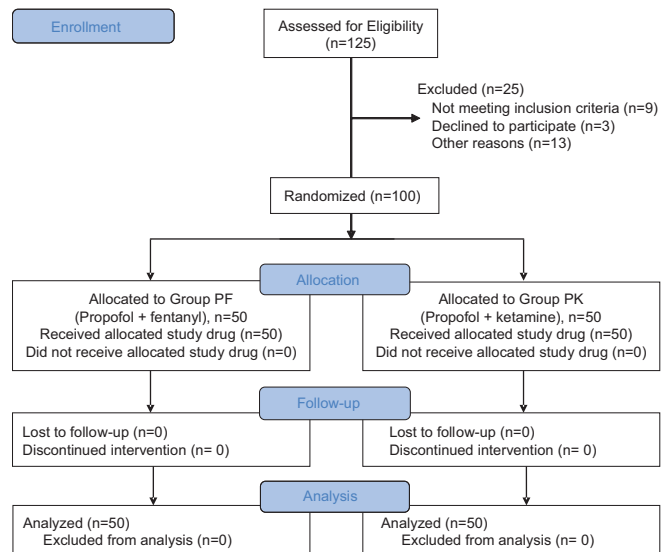 Enrollment
Assessed for Eligibility
(n=125)
Excluded (n=25)
Not meeting inclusion criteria (n=9)
Declined to participate (n=3)
Other reasons (n=13)
Randomized (n=100)
Allocation
Allocated to Group PF
(Propofol + fentanyl), n=50
Received allocated study drug (n=50)
Did not receive allocated study drug (n=0)
Allocated to Group PK
(Propofol + ketamine), n=50
Received allocated study drug (n=50)
Did not receive allocated study drug (n=0)
Follow-up
Lost to follow-up (n=0)
Discontinued intervention (n= 0)
Lost to follow-up (n=0)
Discontinued intervention (n= 0)
Analysis
Analyzed (n=50)
Excluded from analysis (n=0)
Analyzed (n=50)
Excluded from analysis (n= 0)